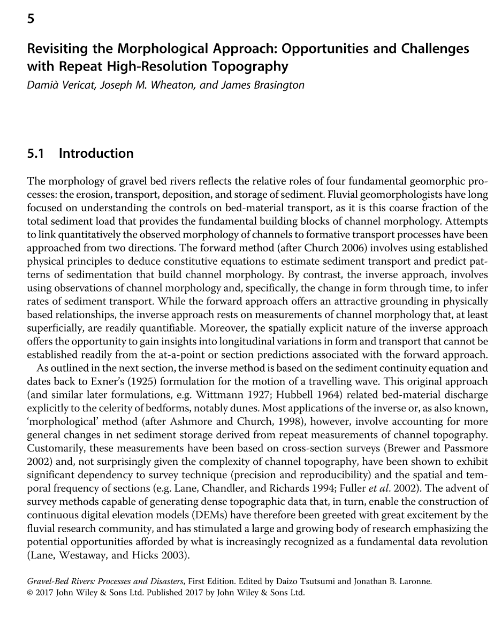 5
Revisiting the Morphological Approach: Opportunities and Challenges
with Repeat High-Resolution Topography
Damià Vericat, Joseph M. Wheaton, and James Brasington
5.1 Introduction
The morphology of gravel bed rivers reflects the relative roles of four fundamental geomorphic pro-
cesses: the erosion, transport, deposition, and storage of sediment. Fluvial geomorphologists have long
focused on understanding the controls on bed-material transport, as it is this coarse fraction of the
total sediment load that provides the fundamental building blocks of channel morphology. Attempts
to link quantitatively the observed morphology of channels to formative transport processes have been
approached from two directions. The forward method (after Church 2006) involves using established
physical principles to deduce constitutive equations to estimate sediment transport and predict pat-
terns of sedimentation that build channel morphology. By contrast, the inverse approach, involves
using observations of channel morphology and, specifically, the change in form through time, to infer
rates of sediment transport. While the forward approach offers an attractive grounding in physically
based relationships, the inverse approach rests on measurements of channel morphology that, at least
superficially, are readily quantifiable. Moreover, the spatially explicit nature of the inverse approach
offers the opportunity to gain insights into longitudinal variations in form and transport that cannot be
established readily from the at-a-point or section predictions associated with the forward approach.
As outlined in the next section, the inverse method is based on the sediment continuity equation and
dates back to Exner's (1925) formulation for the motion of a travelling wave. This original approach
(and similar later formulations, e.g. Wittmann 1927; Hubbell 1964) related bed-material discharge
explicitly to the celerity of bedforms, notably dunes. Most applications of the inverse or, as also known,
'morphological' method (after Ashmore and Church, 1998), however, involve accounting for more
general changes in net sediment storage derived from repeat measurements of channel topography.
Customarily, these measurements have been based on cross-section surveys (Brewer and Passmore
2002) and, not surprisingly given the complexity of channel topography, have been shown to exhibit
significant dependency to survey technique (precision and reproducibility) and the spatial and tem-
poral frequency of sections (e.g. Lane, Chandler, and Richards 1994; Fuller et al. 2002). The advent of
survey methods capable of generating dense topographic data that, in turn, enable the construction of
continuous digital elevation models (DEMs) have therefore been greeted with great excitement by the
fluvial research community, and has stimulated a large and growing body of research emphasizing the
potential opportunities afforded by what is increasingly recognized as a fundamental data revolution
(Lane, Westaway, and Hicks 2003).
Gravel-Bed Rivers: Processes and Disasters, First Edition. Edited by Daizo Tsutsumi and Jonathan B. Laronne.
© 2017 John Wiley & Sons Ltd. Published 2017 by John Wiley & Sons Ltd.